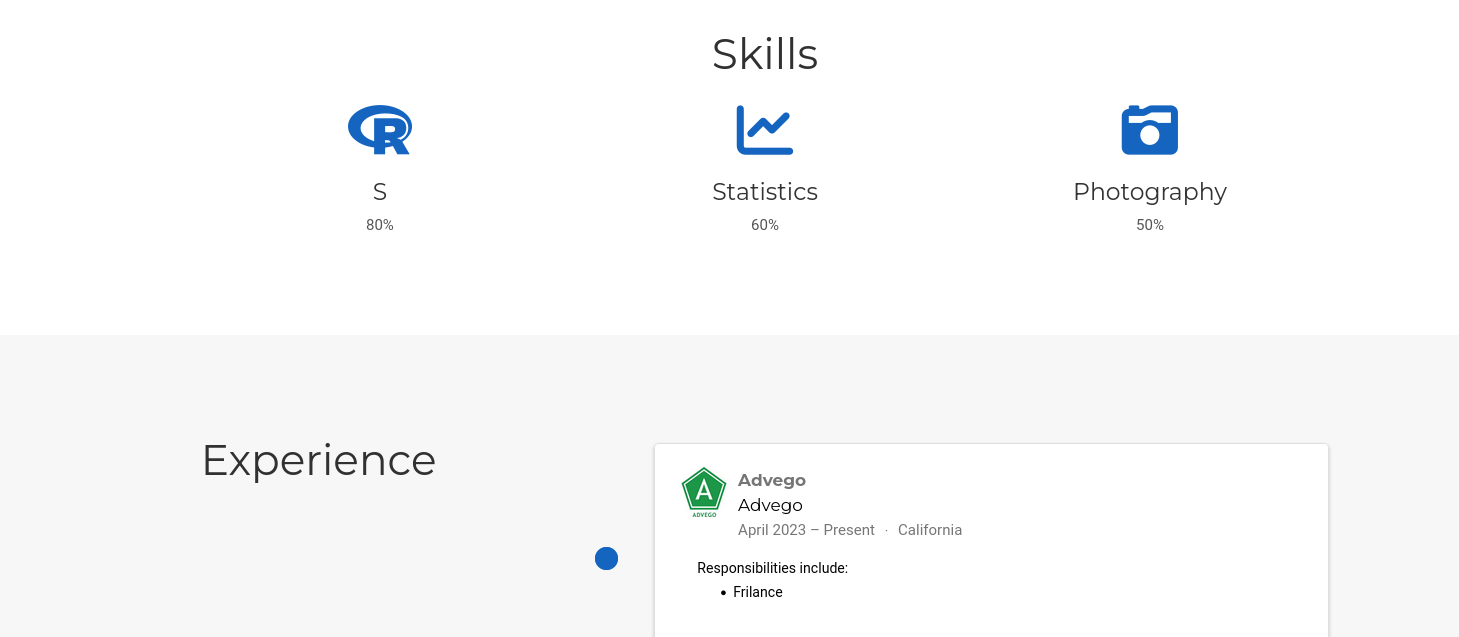 Skills
S
Statistics
Photography
80%
60%
50%
Experience
Advego
Advego
April 2023 – Present · California
ADVEGO
Responsibilities include:
• Frilance